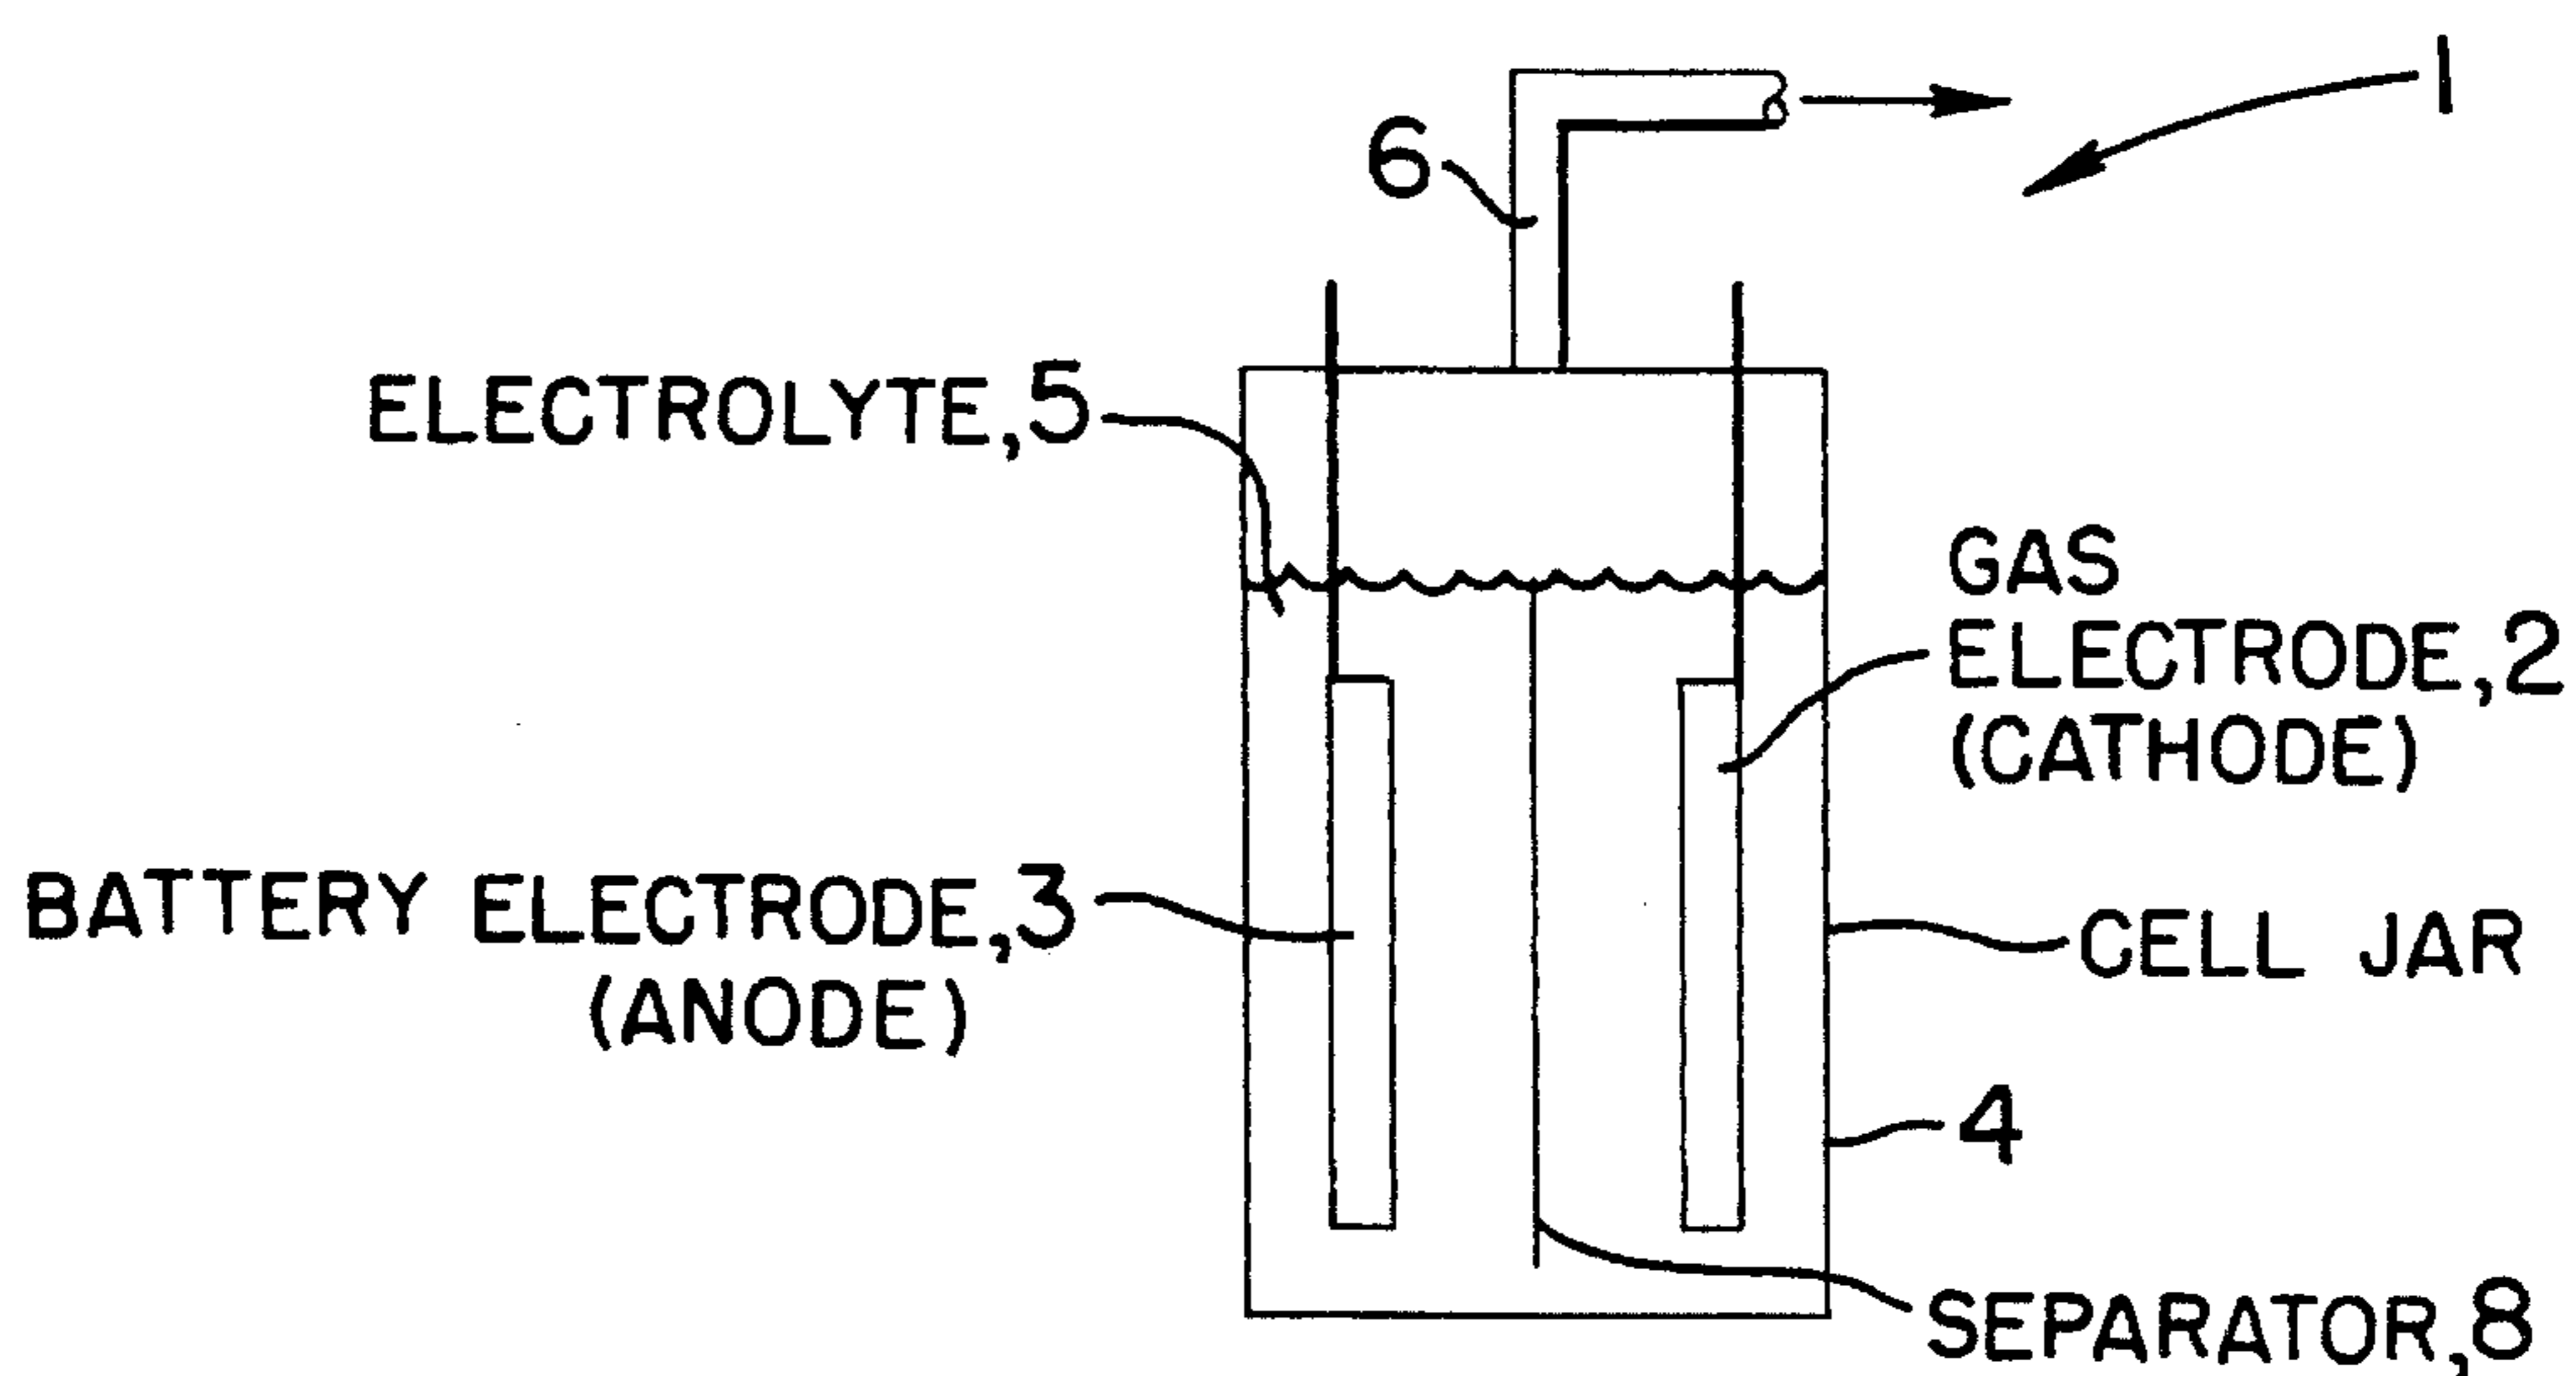 1
6
ELECTROLYTE,5
GAS
ELECTRODE,2
(CATHODE)
BATTERY ELECTRODE,3
(ANODE)
CELL JAR
4
SEPARATOR,8